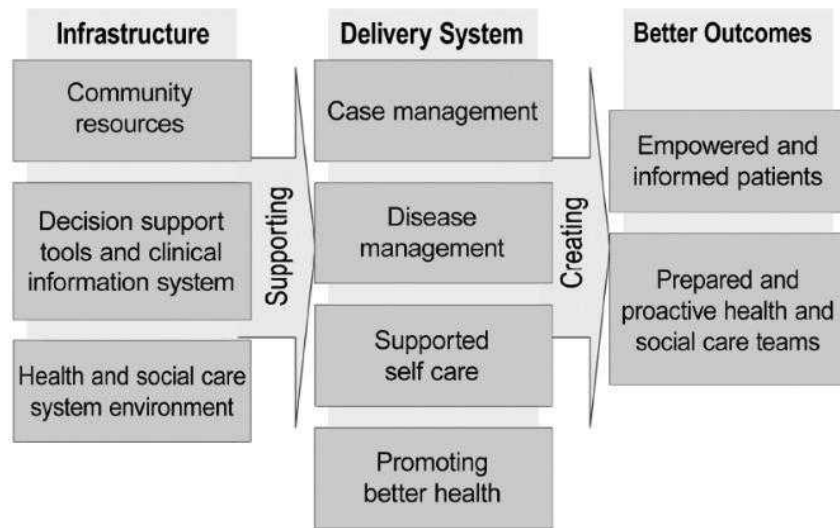 Infrastructure
Community
resources
Decision support
tools and clinical
information system
Health and social care
system environment
Supporting
Delivery System
Case management
Disease
management
Supported
self care
Promoting
better health
Creating
Better Outcomes
Empowered and
informed patients
Prepared and
proactive health and
social care teams